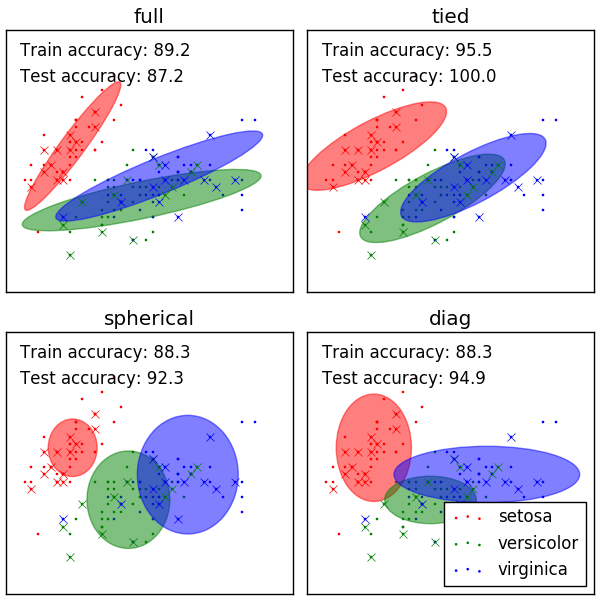 full
Train accuracy: 89.2
Test accuracy: 87.2
tied
Train accuracy: 95.5
Test accuracy: 100.0
spherical
Train accuracy: 88.3
Test accuracy: 92.3
diag
Train accuracy: 88.3
Test accuracy: 94.9
setosa
versicolor
virginica